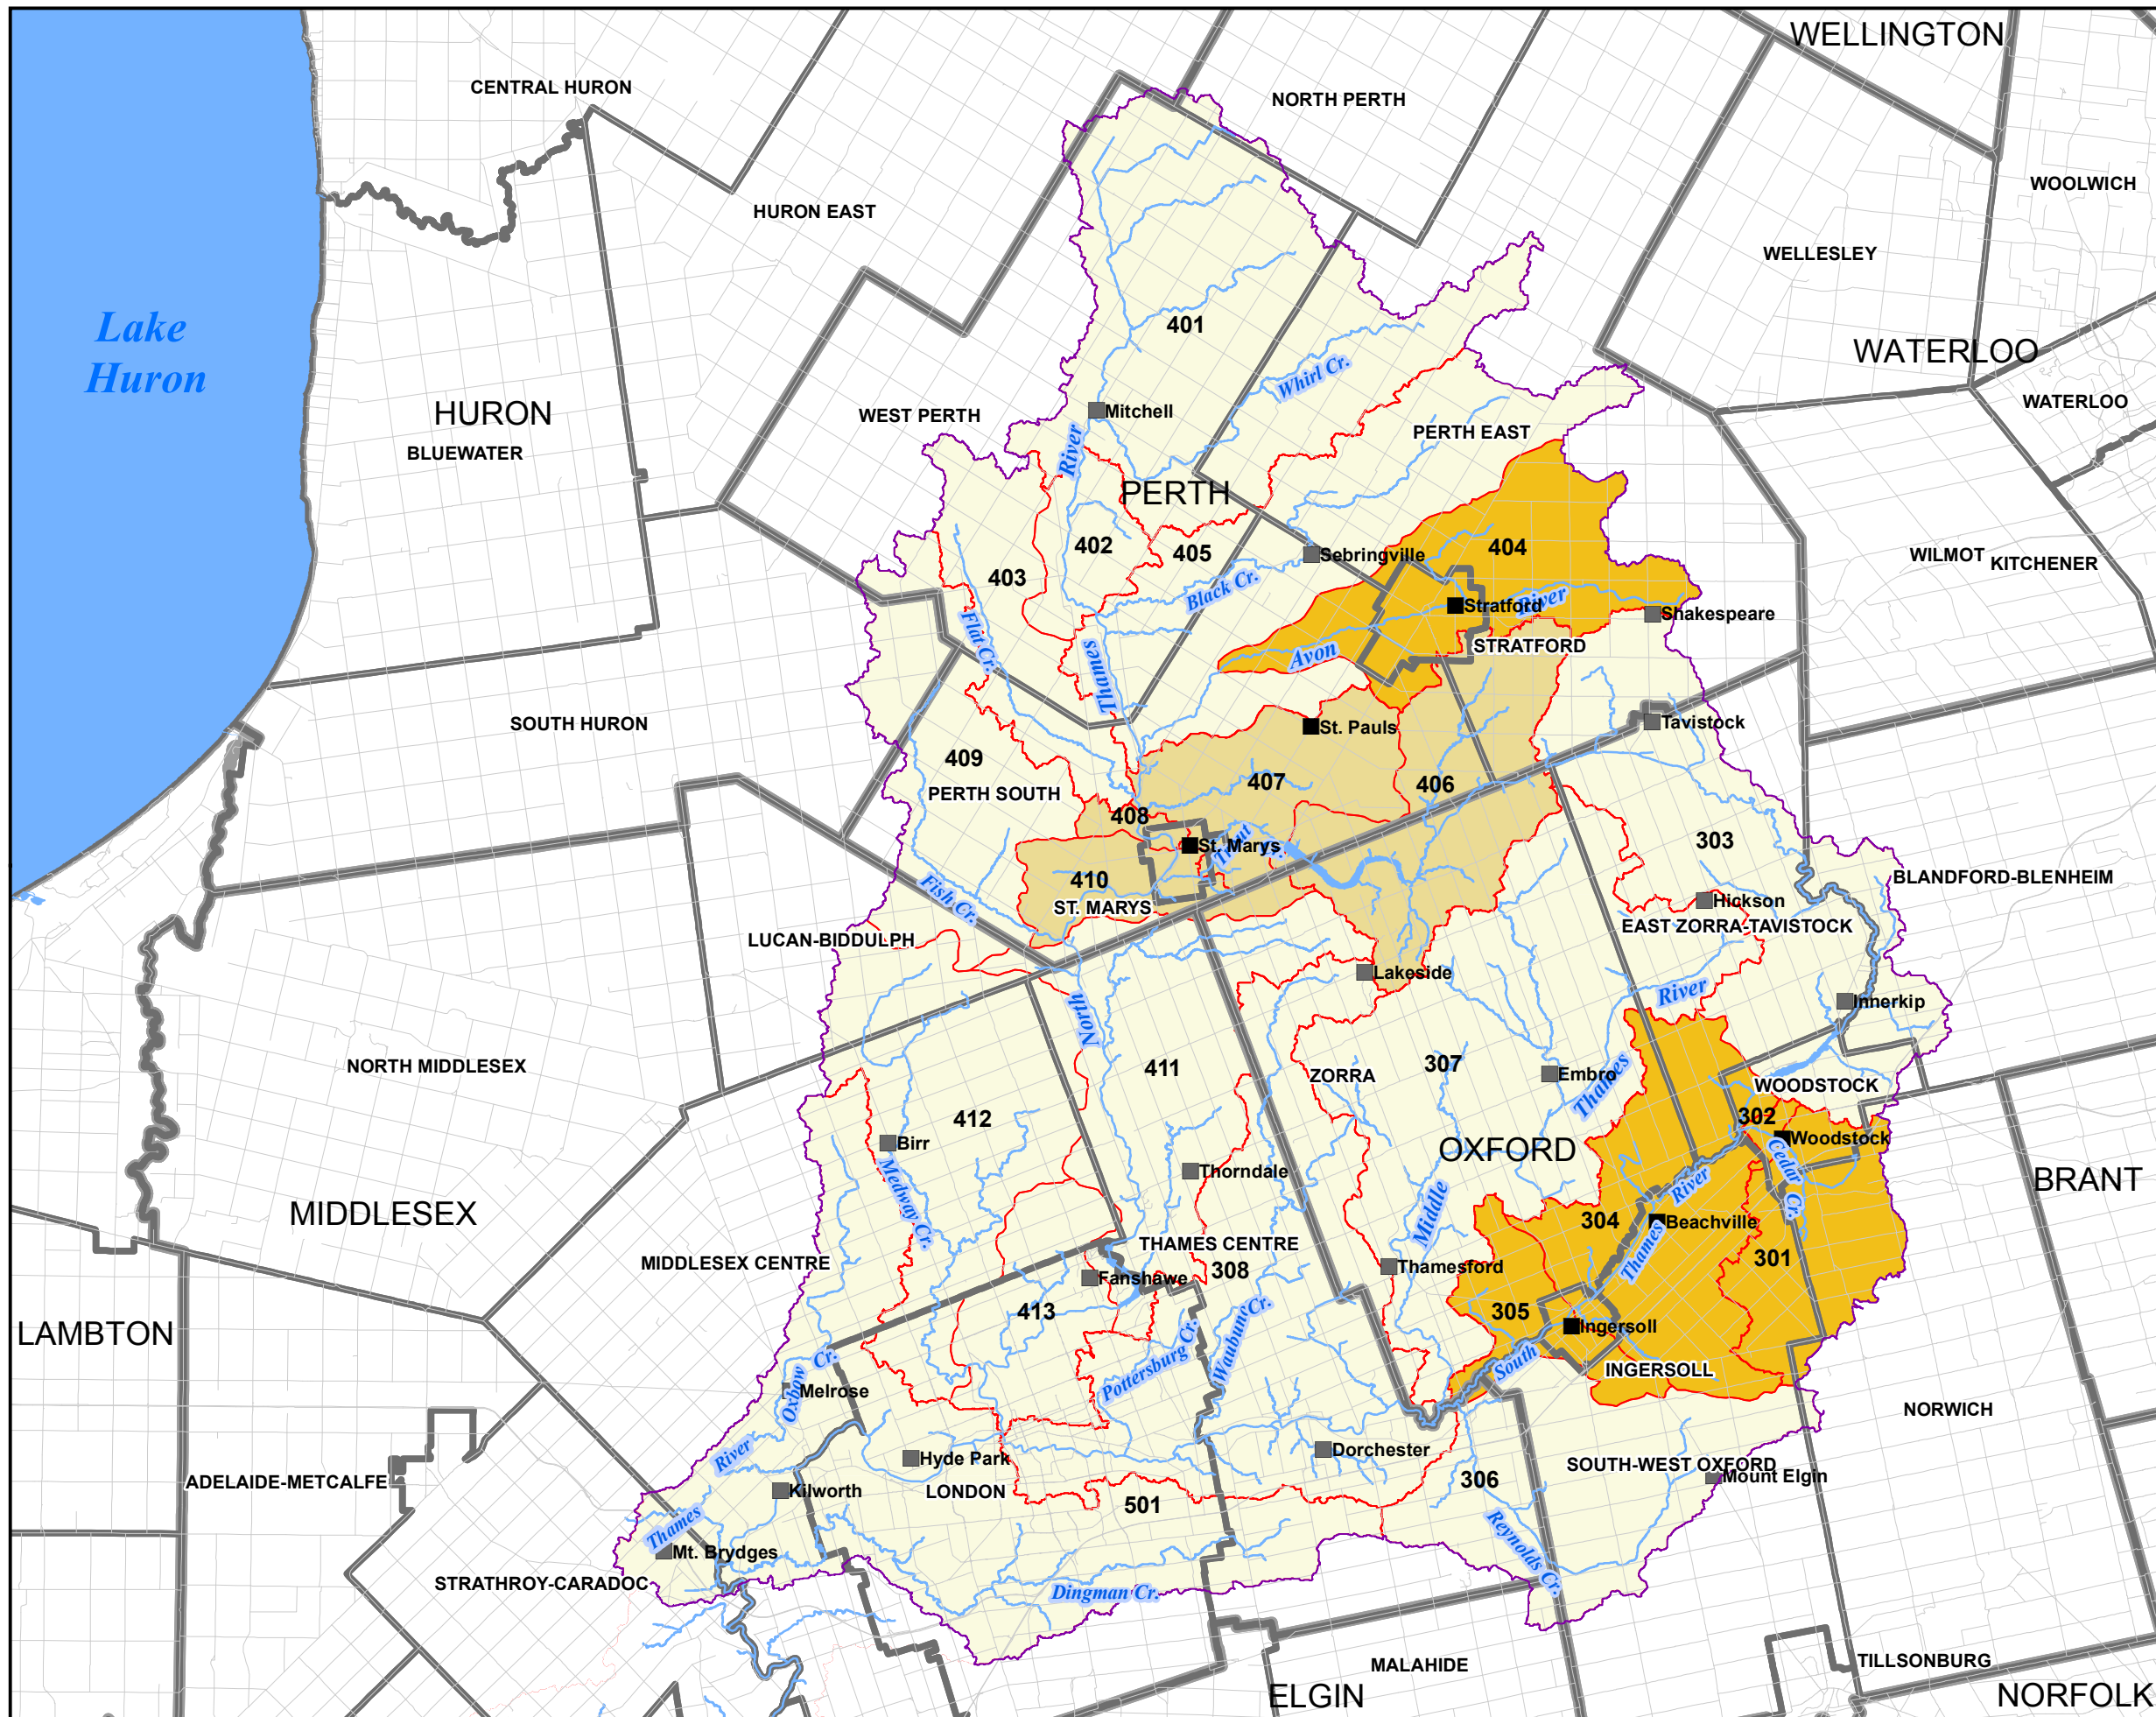 WELLINGTON
CENTRAL HURON
NORTH PERTH
WOOLWICH
HURON EAST
WELLESLEY
Lake
Huron
401
WATERLOO
Whirl Cr.
HURON
WEST PERTH
Mitchell
WATERLOO
PERTH EAST
BLUEWATER
River
PERTH
402
405
Sebringville
404
WILMOT
KITCHENER
403
Black Cr.
Stratford
River
Shakespeare
Flat Cr.
Avon
STRATFORD
Thames
SOUTH HURON
St. Pauls
Tavistock
409
407
406
PERTH SOUTH
408
303
St. Marys
Trout Cr.
410
BLANDFORD-BLENHEIM
Fish Cr.
ST. MARYS
Hickson
EAST ZORRA-TAVISTOCK
LUCAN-BIDDULPH
Lakeside
River
Innerkip
North
NORTH MIDDLESEX
411
ZORRA
307
Embro
Thames
WOODSTOCK
412
302
Birr
Woodstock
OXFORD
Cedar Cr.
Medway Cr.
Thorndale
BRANT
MIDDLESEX
Middle
River
304
Beachville
THAMES CENTRE
MIDDLESEX CENTRE
Thames
301
Fanshawe
308
Thamesford
413
305
LAMBTON
Waubuno Cr.
Ingersoll
Pottersburg Cr.
South
INGERSOLL
Oxbow Cr.
Melrose
NORWICH
River
Hyde Park
Dorchester
SOUTH-WEST OXFORD
Mount Elgin
ADELAIDE-METCALFE
Kilworth
LONDON
306
501
Thames
Reynolds Cr.
Mt. Brydges
STRATHROY-CARADOC
Dingman Cr.
MALAHIDE
TILLSONBURG
ELGIN
NORFOLK